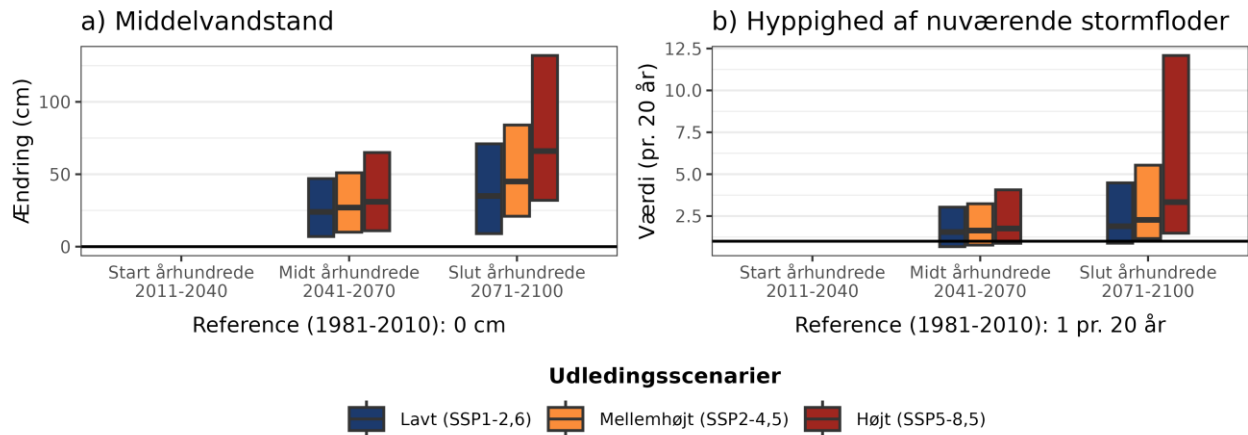 a) Middelvandstand
Ændring (cm)
100
50
0
Start århundrede
2011-2040
Midt århundrede
2041-2070
Slut århundrede
2071-2100
Reference (1981-2010): 0 cm
b) Hyppighed af nuværende stormfloder
Værdi (pr. 20 år)
12.5
10.0
7.5
5.0
2.5
Start århundrede
2011-2040
Midt århundrede
2041-2070
Slut århundrede
2071-2100
Reference (1981-2010): 1 pr. 20 år
Udledingsscenarier
Lavt (SSP1-2,6)
Mellemhøjt (SSP2-4,5)
Højt (SSP5-8,5)